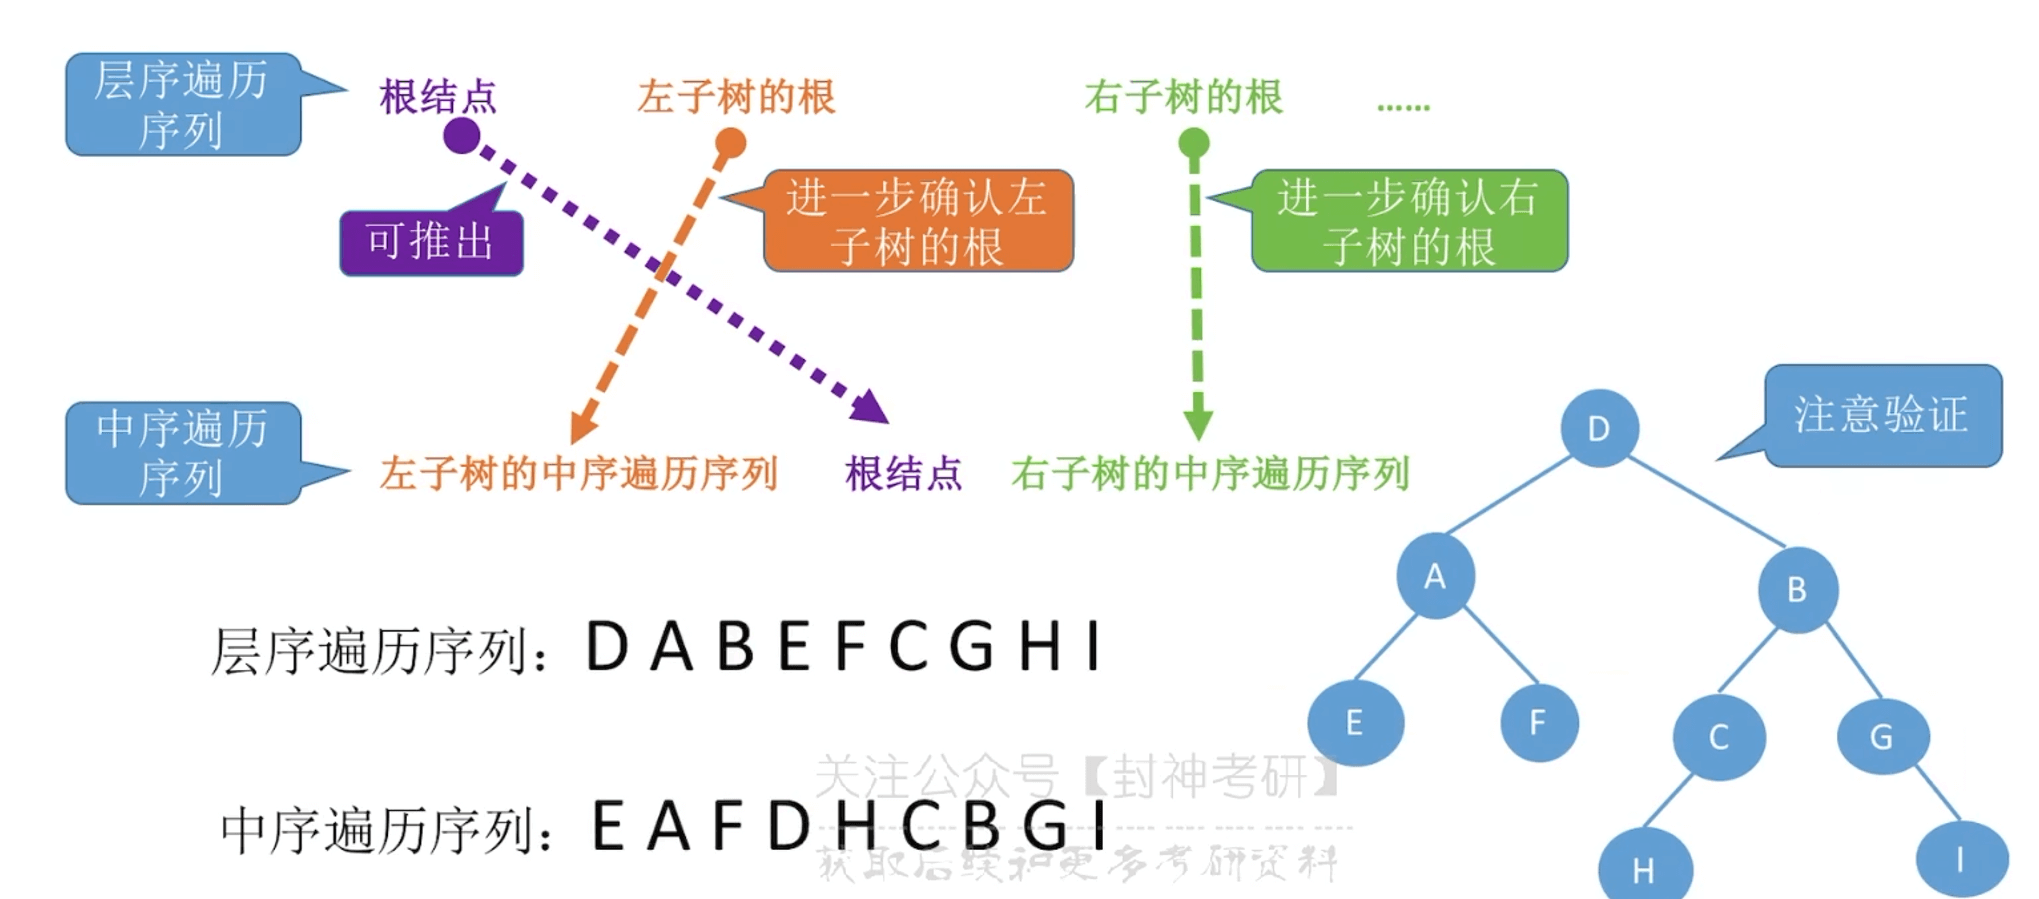 层序遍历
序列
根结点
左子树的根
右子树的根
……
可推出
进一步确认左
子树的根
进一步确认右
子树的根
中序遍历
序列
左子树的中序遍历序列
根结点
右子树的中序遍历序列
注意验证
D
A
B
E
F
C
G
H
I
层序遍历序列：D A B E F C G H I
关注公众号【封神考研】
中序遍历序列：E A F D H C B G I
获取后续和更多考研资料